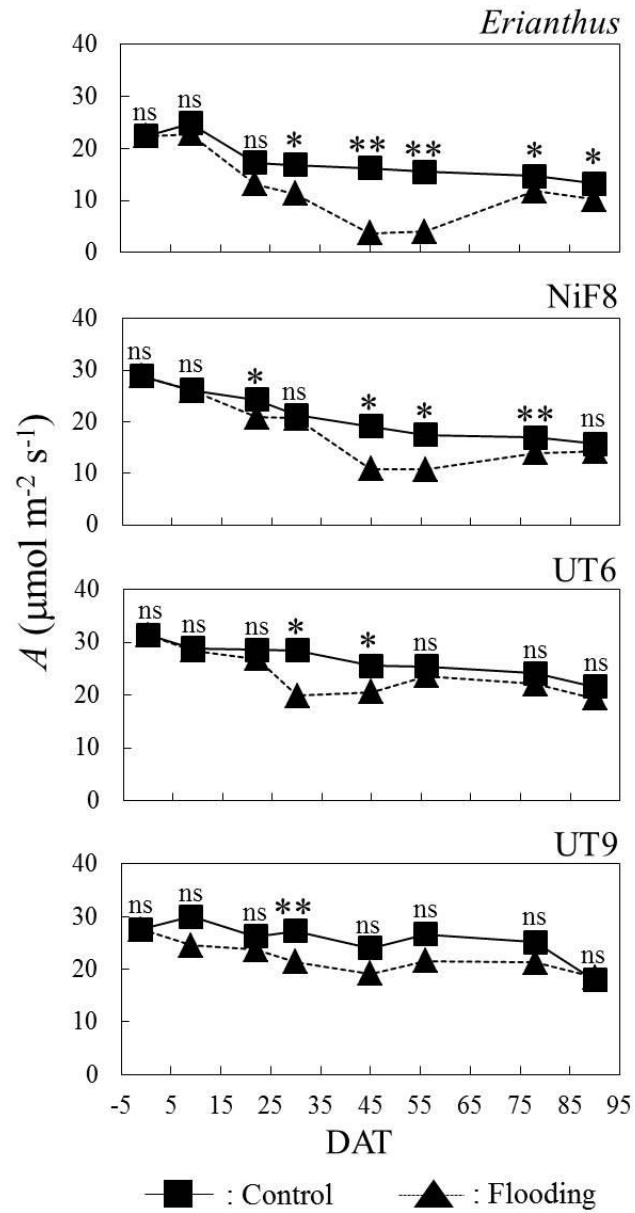 Erianthus
40
ns ns
30
ns * ** ** * *
20
10
0
NiF8
40
ns ns * ns * * ** ns
30
20
10
0
A (μmol m-2 s-1)
UT6
40
ns ns ns * * ns ns ns
30
20
10
0
UT9
40
ns ns ns ** ns ns ns ns
30
20
10
0
-5 5 15 25 35 45 55 65 75 85 95
DAT
: Control : Flooding